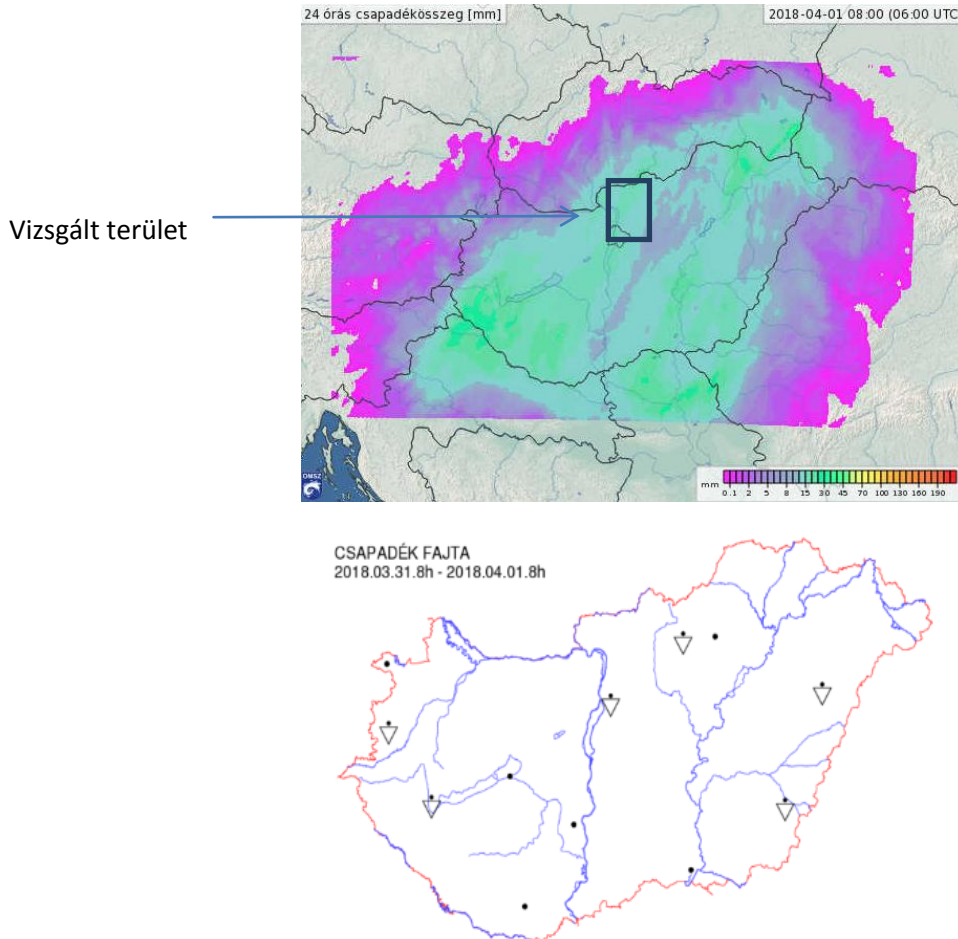 24 órás csapadékösszeg [mm]
2018-04-01 08:00 (06:00 UTC
Vizsgált terület
OMSZ
mm 0.1 2 5 8 15 30 45 70 100 130 160 190
CSAPADÉK FAJTA
2018.03.31.8h - 2018.04.01.8h